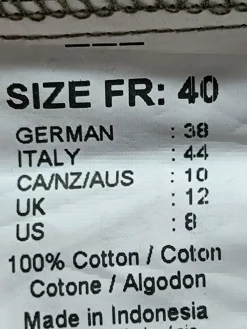 SIZE FR: 40
GERMAN : 38
ITALY : 44
CA/NZ/AUS : 10
UK : 12
US : 8
100% Cotton / Coton
Cotone / Algodon
Made in Indonesia